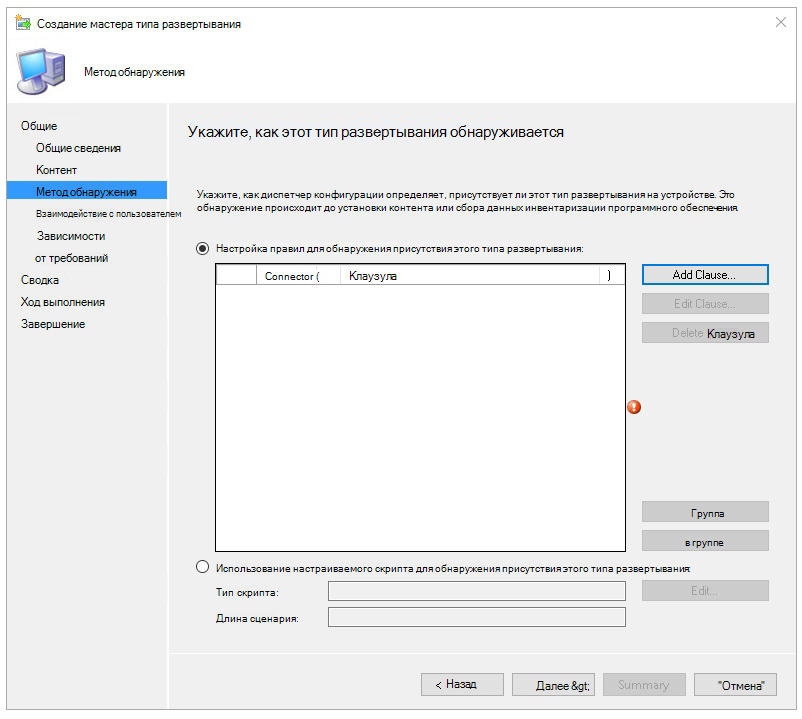 Создание мастера типа развертывания
Метод обнаружения
Общие
Общие сведения
Контент
Метод обнаружения
Взаимодействие с пользователем
Зависимости
от требований
Сводка
Ход выполнения
Завершение
Укажите, как этот тип развертывания обнаруживается
Укажите, как диспетчер конфигурации определяет, присутствует ли этот тип развертывания на устройстве. Это
обнаружение происходит до установки контента или сбора данных инвентаризации программного обеспечения.
Настройка правил для обнаружения присутствия этого типа развертывания:
Connector ( Клаузула )
Add Clause...
Edit Clause...
Delete Клаузула
Группа
в группе
Использование настраиваемого скрипта для обнаружения присутствия этого типа развертывания:
Тип скрипта:
Edit...
Длина сценария:
< Назад
Далее &gt;
Summary
"Отмена"